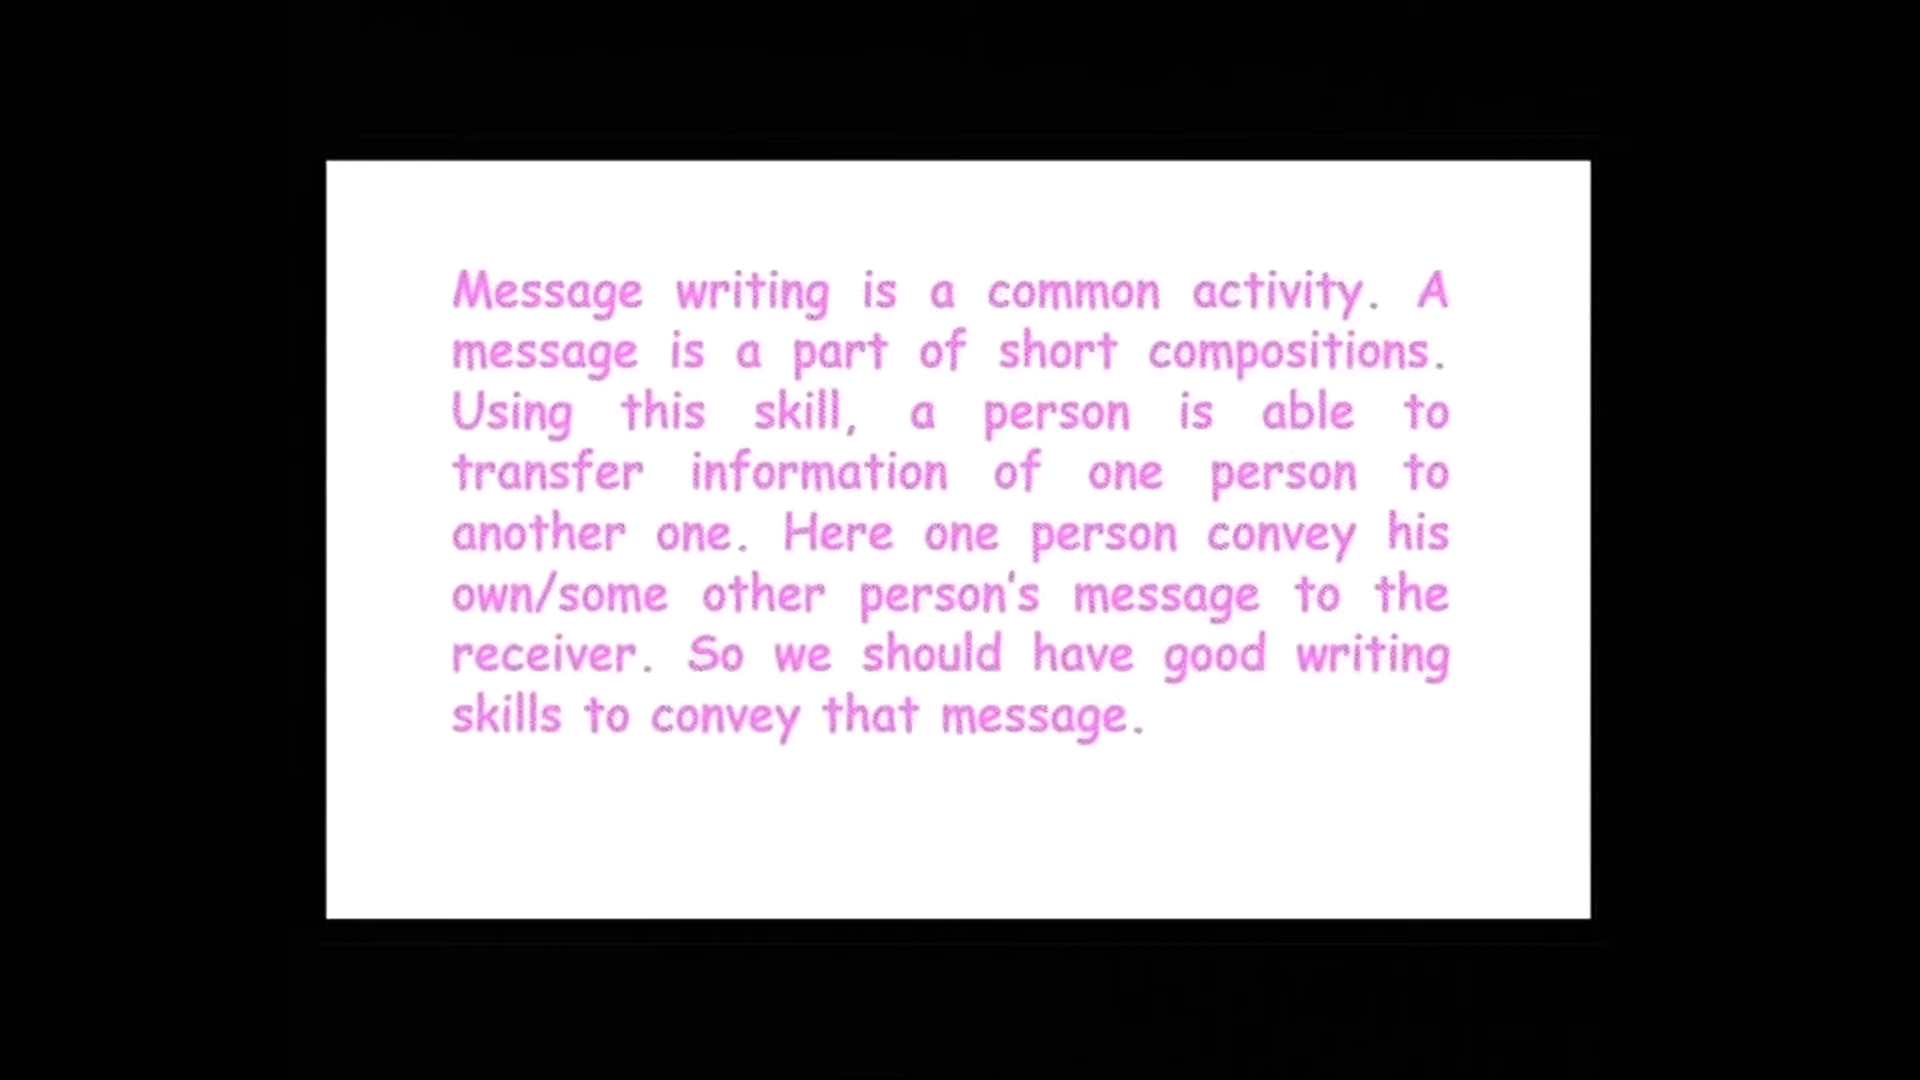 Message writing is a common activity. A
message is a part of short compositions.
Using this skill, a person is able to
transfer information of one person to
another one. Here one person convey his
own/some other person's message to the
receiver. So we should have good writing
skills to convey that message.